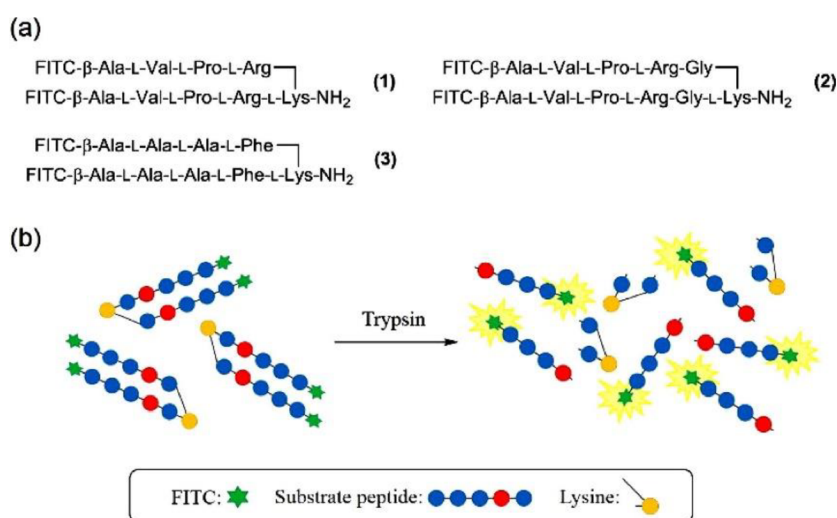 (a)
FITC-β-Ala-L-Val-L-Pro-L-Arg
FITC-β-Ala-L-Val-L-Pro-L-Arg-L-Lys-NH2 (1)
FITC-β-Ala-L-Val-L-Pro-L-Arg-Gly
FITC-β-Ala-L-Val-L-Pro-L-Arg-Gly-L-Lys-NH2 (2)
FITC-β-Ala-L-Ala-L-Ala-L-Phe
FITC-β-Ala-L-Ala-L-Ala-L-Phe-L-Lys-NH2 (3)
(b)
Trypsin
FITC: Substrate peptide: Lysine: